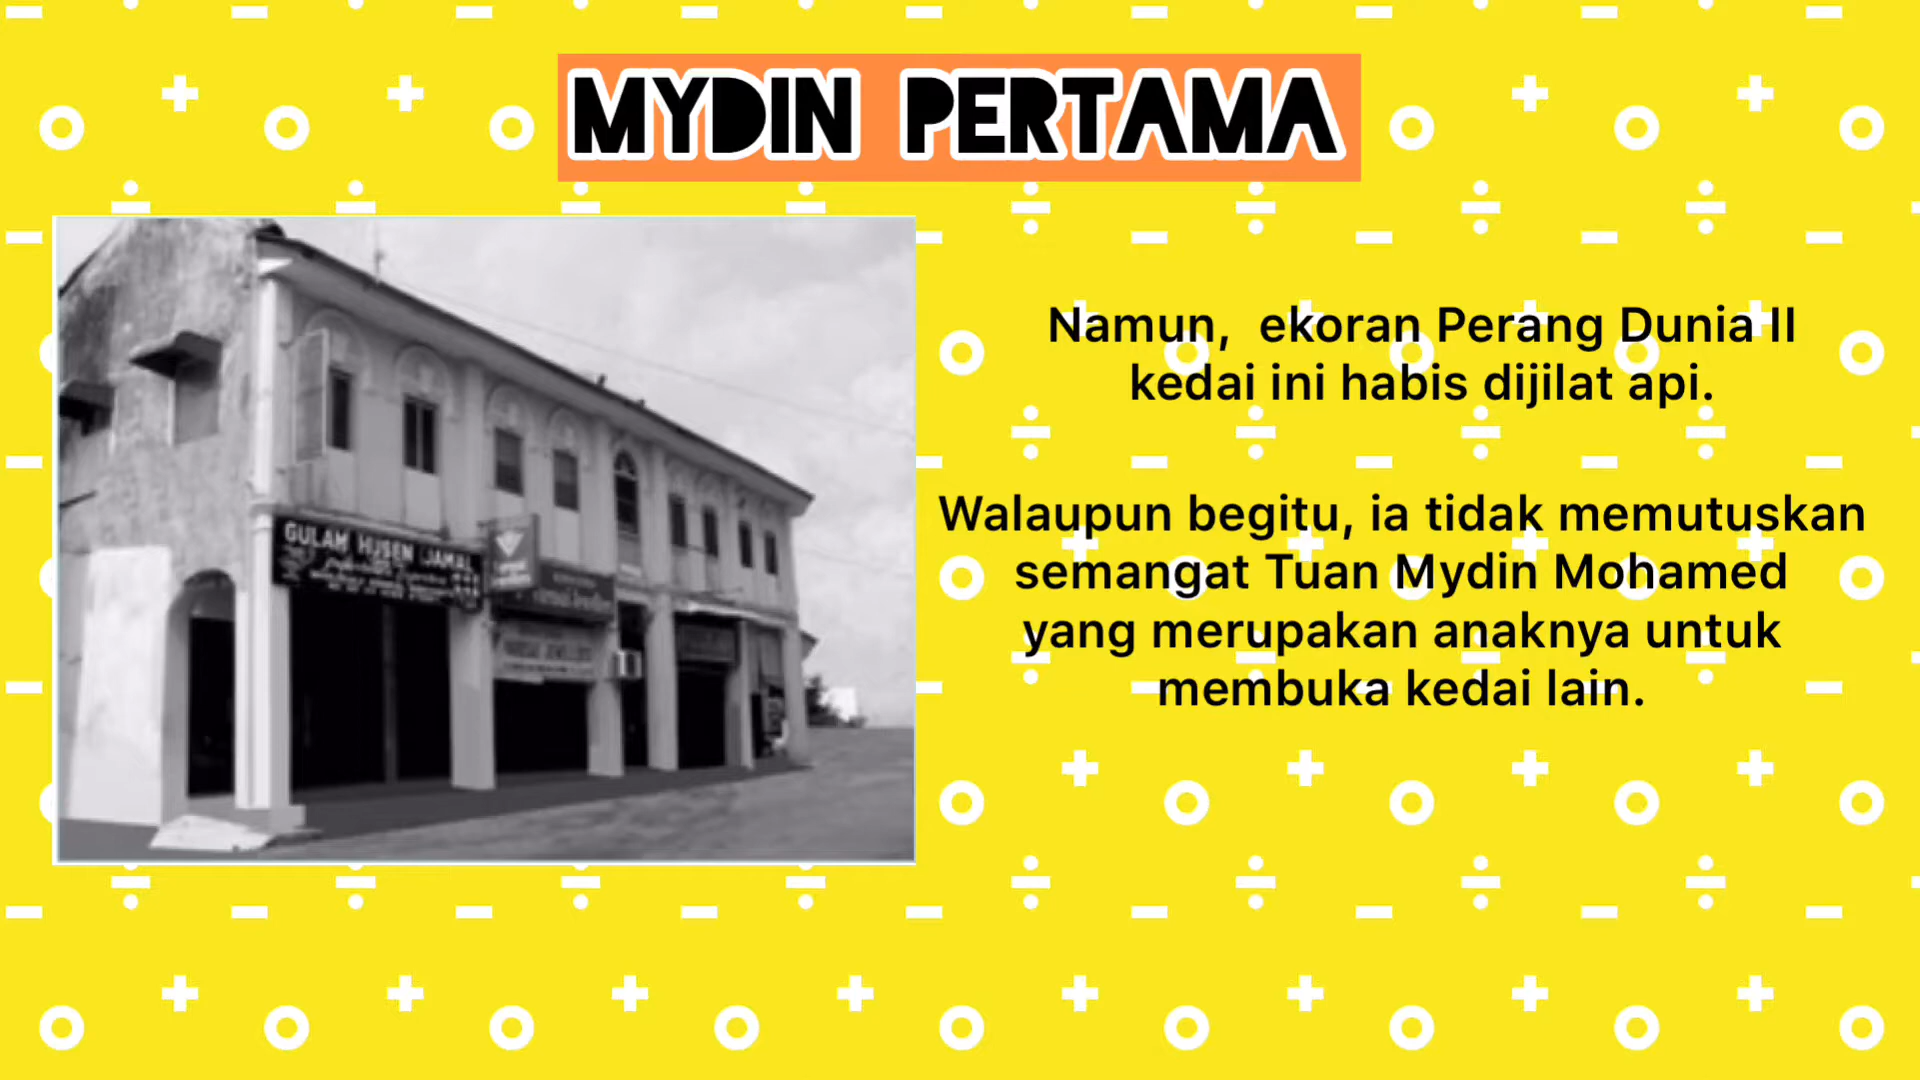 MYDIN PERTAMA
Namun, ekoran Perang Dunia II
kedai ini habis dijilat api.
Walaupun begitu, ia tidak memutuskan
semangat Tuan Mydin Mohamed
yang merupakan anaknya untuk
membuka kedai lain.
GULAM HUSEN JAMAL